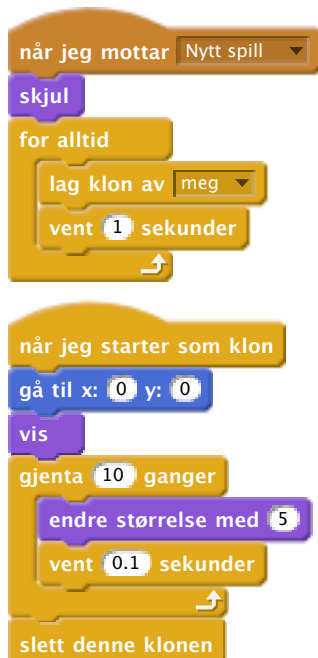 når jeg mottar Nytt spill
skjul
for alltid
lag klon av meg
vent 1 sekunder
når jeg starter som klon
gå til x: 0 y: 0
vis
gjenta 10 ganger
endre størrelse med 5
vent 0.1 sekunder
slett denne klonen